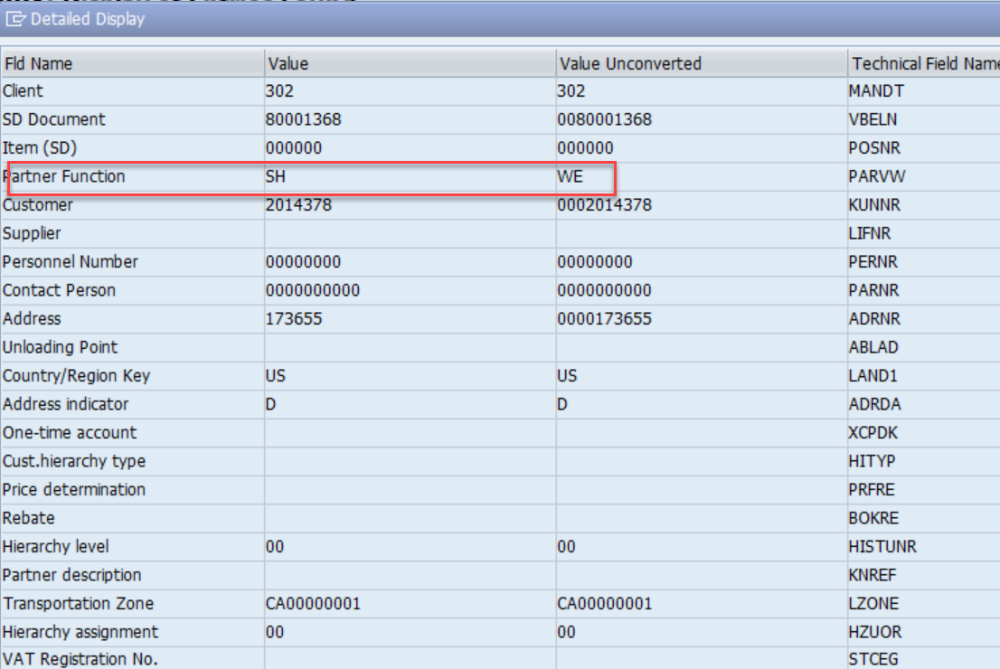 Detailed Display
Fld Name Value Value Unconverted Technical Field Name
Client 302 302 MANDT
SD Document 80001368 0080001368 VBELN
Item (SD) 000000 000000 POSNR
Partner Function SH WE PARVW
Customer 2014378 0002014378 KUNNR
Supplier LIFNR
Personnel Number 00000000 00000000 PERNR
Contact Person 0000000000 0000000000 PARNR
Address 173655 0000173655 ADRNR
Unloading Point ABLAD
Country/Region Key US US LAND1
Address indicator D D ADRDA
One-time account XCPDK
Cust.hierarchy type HITYP
Price determination PRFRE
Rebate BOKRE
Hierarchy level 00 00 HISTUNR
Partner description KNREF
Transportation Zone CA00000001 CA00000001 LZONE
Hierarchy assignment 00 00 HZUOR
VAT Registration No. STCEG